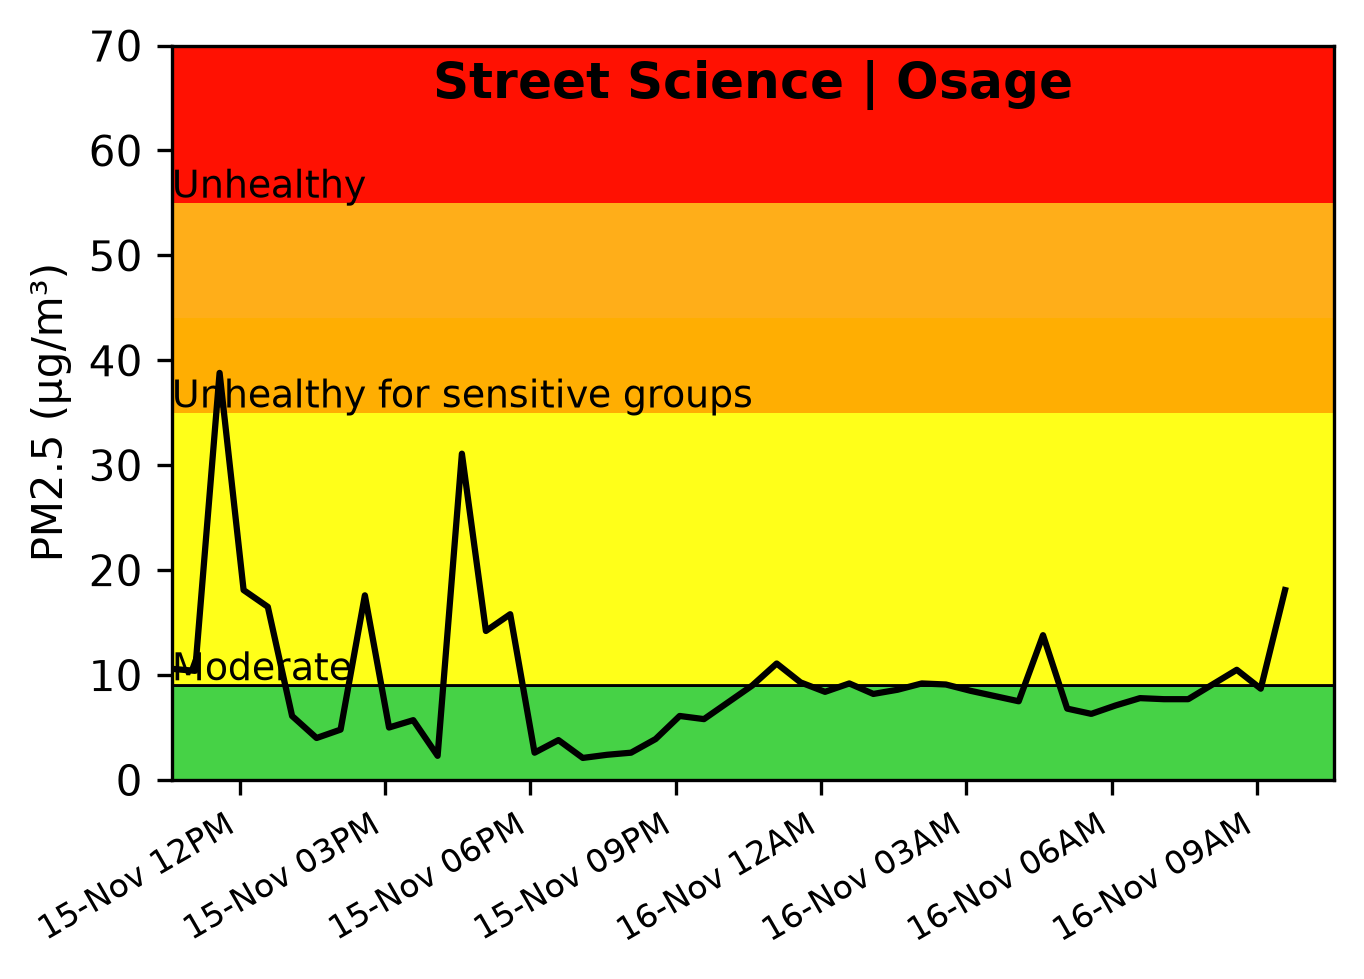 Street Science | Osage
PM2.5 (µg/m³)
70
60
50
40
30
20
10
0
Unhealthy
Unhealthy for sensitive groups
Moderate
15-Nov 12PM
15-Nov 03PM
15-Nov 06PM
15-Nov 09PM
16-Nov 12AM
16-Nov 03AM
16-Nov 06AM
16-Nov 09AM